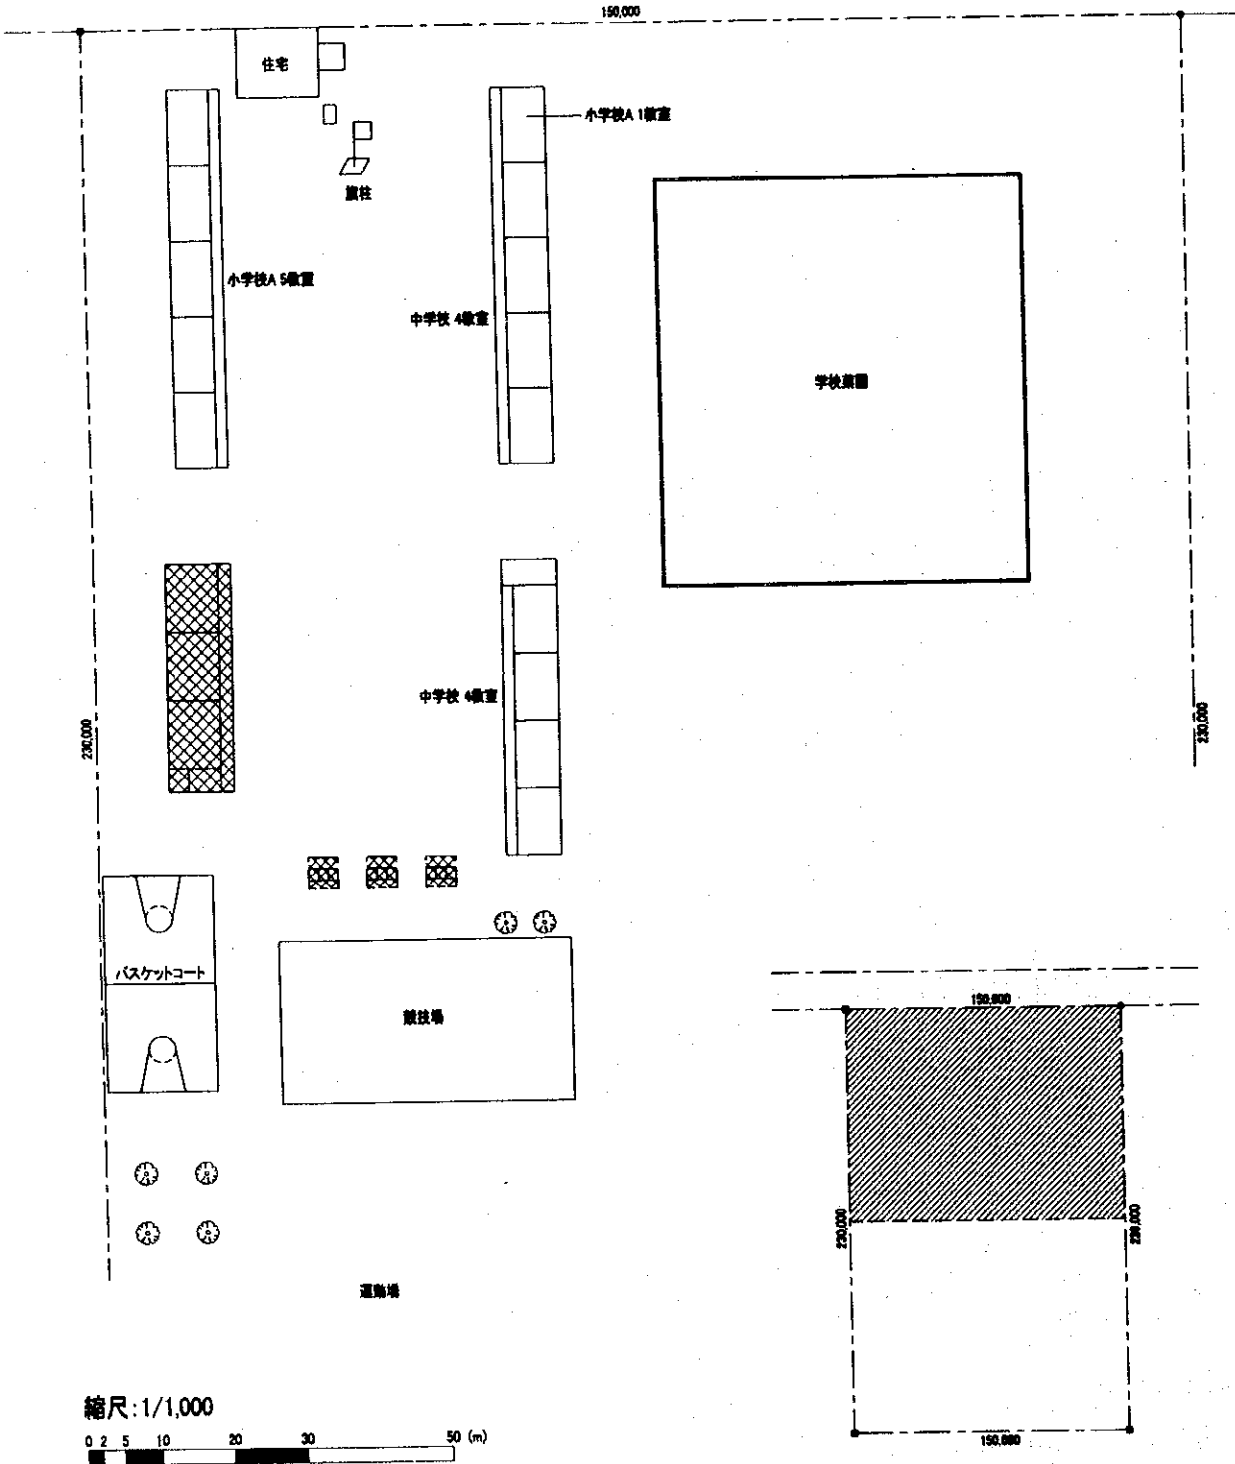 150,000
住宅
小学校A 1教室
旗柱
小学校A 5教室
中学校 4教室
学校菜園
中学校 4教室
230,000
230,000
バスケットコート
競技場
150,000
230,000
230,000
運動場
150,000
縮尺:1/1,000
0 2 5 10 20 30 50 (m)